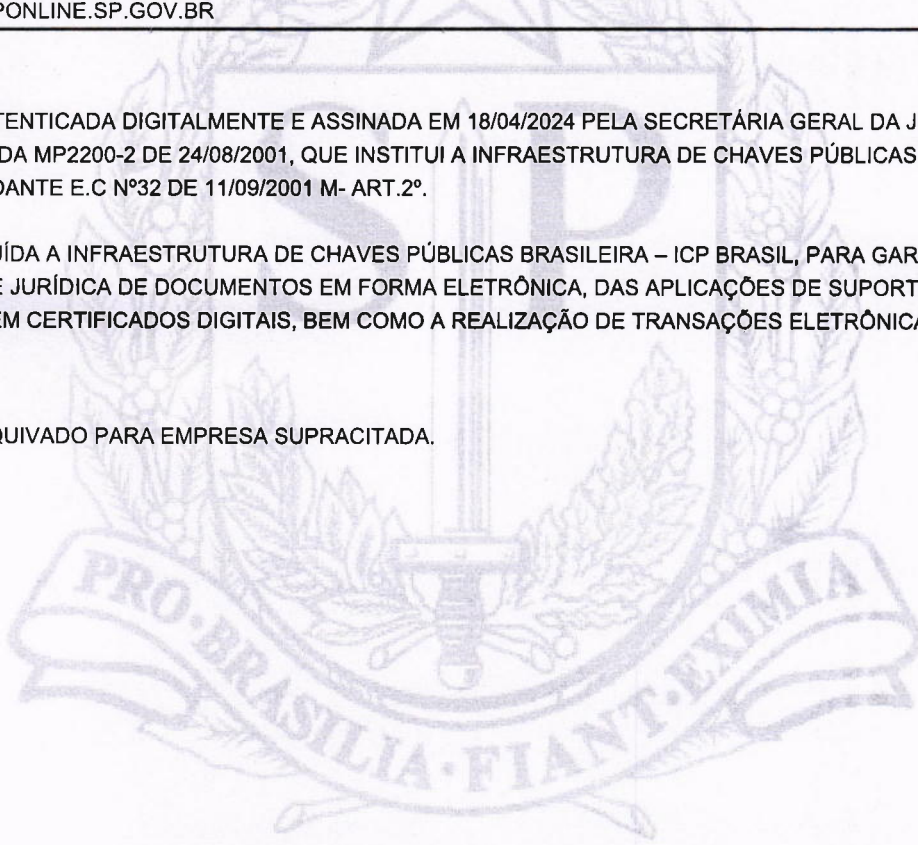 PONLINE.SP.GOV.BR
TENTICADA DIGITALMENTE E ASSINADA EM 18/04/2024 PELA SECRETÁRIA GERAL DA J
DA MP2200-2 DE 24/08/2001, QUE INSTITUI A INFRAESTRUTURA DE CHAVES PÚBLICAS
DANTE E.C Nº32 DE 11/09/2001 M- ART.2º.
UÍDA A INFRAESTRUTURA DE CHAVES PÚBLICAS BRASILEIRA – ICP BRASIL, PARA GAR
E JURÍDICA DE DOCUMENTOS EM FORMA ELETRÔNICA, DAS APLICAÇÕES DE SUPORT
EM CERTIFICADOS DIGITAIS, BEM COMO A REALIZAÇÃO DE TRANSAÇÕES ELETRÔNICA
QUIVADO PARA EMPRESA SUPRACITADA.
SP
PRO·BRASILIA·FIANT·EXIMIA